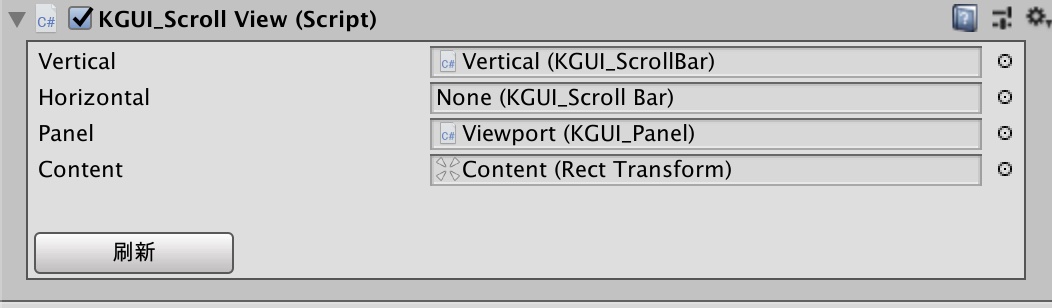 KGUI_Scroll View (Script)
Vertical Vertical (KGUI_ScrollBar)
Horizontal None (KGUI_Scroll Bar)
Panel Viewport (KGUI_Panel)
Content Content (Rect Transform)
刷新